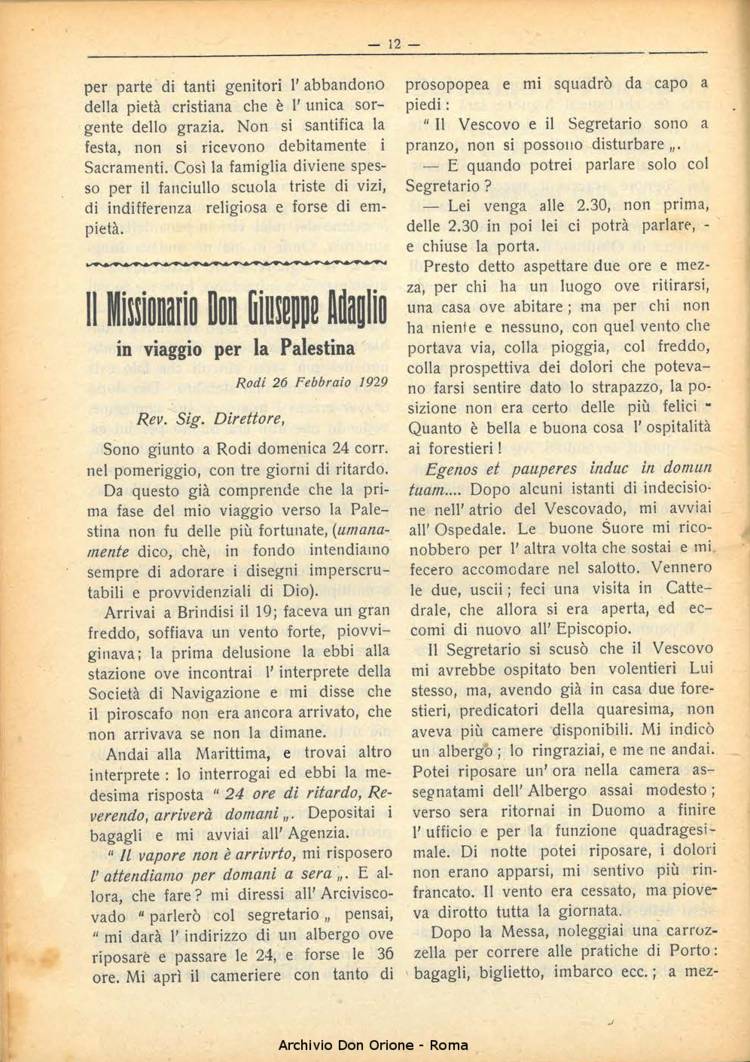 — 12 —
per parte di tanti genitori l' abbandono
della pietà cristiana che è l' unica sor-
gente dello grazia. Non si santifica la
festa, non si ricevono debitamente i
Sacramenti. Così la famiglia diviene spes-
so per il fanciullo scuola triste di vizi,
di indifferenza religiosa e forse di em-
pietà.
Il Missionario Don Giuseppe Adaglio
in viaggio per la Palestina
Rodi 26 Febbraio 1929
Rev. Sig. Direttore,
Sono giunto a Rodi domenica 24 corr.
nel pomeriggio, con tre giorni di ritardo.
Da questo già comprende che la pri-
ma fase del mio viaggio verso la Pale-
stina non fu delle più fortunate, (umana-
mente dico, chè, in fondo intendiamo
sempre di adorare i disegni imperscru-
tabili e provvidenziali di Dio).
Arrivai a Brindisi il 19; faceva un gran
freddo, soffiava un vento forte, piovvi-
ginava; la prima delusione la ebbi alla
stazione ove incontrai l' interprete della
Società di Navigazione e mi disse che
il piroscafo non era ancora arrivato, che
non arrivava se non la dimane.
Andai alla Marittima, e trovai altro
interprete : lo interrogai ed ebbi la me-
desima risposta " 24 ore di ritardo, Re-
verendo, arriverà domani „. Depositai i
bagagli e mi avviai all' Agenzia.
" Il vapore non è arrivrto, mi risposero
l' attendiamo per domani a sera „. E al-
lora, che fare ? mi diressi all' Arcivisco-
vado " parlerò col segretario „ pensai,
" mi darà l' indirizzo di un albergo ove
riposare e passare le 24, e forse le 36
ore. Mi aprì il cameriere con tanto di
prosopopea e mi squadrò da capo a
piedi :
" Il Vescovo e il Segretario sono a
pranzo, non si possono disturbare „.
— E quando potrei parlare solo col
Segretario ?
— Lei venga alle 2.30, non prima,
delle 2.30 in poi lei ci potrà parlare, -
e chiuse la porta.
Presto detto aspettare due ore e mez-
za, per chi ha un luogo ove ritirarsi,
una casa ove abitare ; ma per chi non
ha niente e nessuno, con quel vento che
portava via, colla pioggia, col freddo,
colla prospettiva dei dolori che poteva-
no farsi sentire dato lo strapazzo, la po-
sizione non era certo delle più felici -
Quanto è bella e buona cosa l' ospitalità
ai forestieri !
Egenos et pauperes induc in domun
tuam.... Dopo alcuni istanti di indecisio-
ne nell' atrio del Vescovado, mi avviai
all' Ospedale. Le buone Suore mi rico-
nobbero per l' altra volta che sostai e mi
fecero accomodare nel salotto. Vennero
le due, uscii ; feci una visita in Catte-
drale, che allora si era aperta, ed ec-
comi di nuovo all' Episcopio.
Il Segretario si scusò che il Vescovo
mi avrebbe ospitato ben volentieri Lui
stesso, ma, avendo già in casa due fore-
stieri, predicatori della quaresima, non
aveva più camere disponibili. Mi indicò
un albergo ; lo ringraziai, e me ne andai.
Potei riposare un' ora nella camera as-
segnatami dell' Albergo assai modesto ;
verso sera ritornai in Duomo a finire
l' ufficio e per la funzione quadragesi-
male. Di notte potei riposare, i dolori
non erano apparsi, mi sentivo più rin-
francato. Il vento era cessato, ma piove-
va dirotto tutta la giornata.
Dopo la Messa, noleggiai una carroz-
zella per correre alle pratiche di Porto :
bagagli, biglietto, imbarco ecc. ; a mez-
Archivio Don Orione - Roma